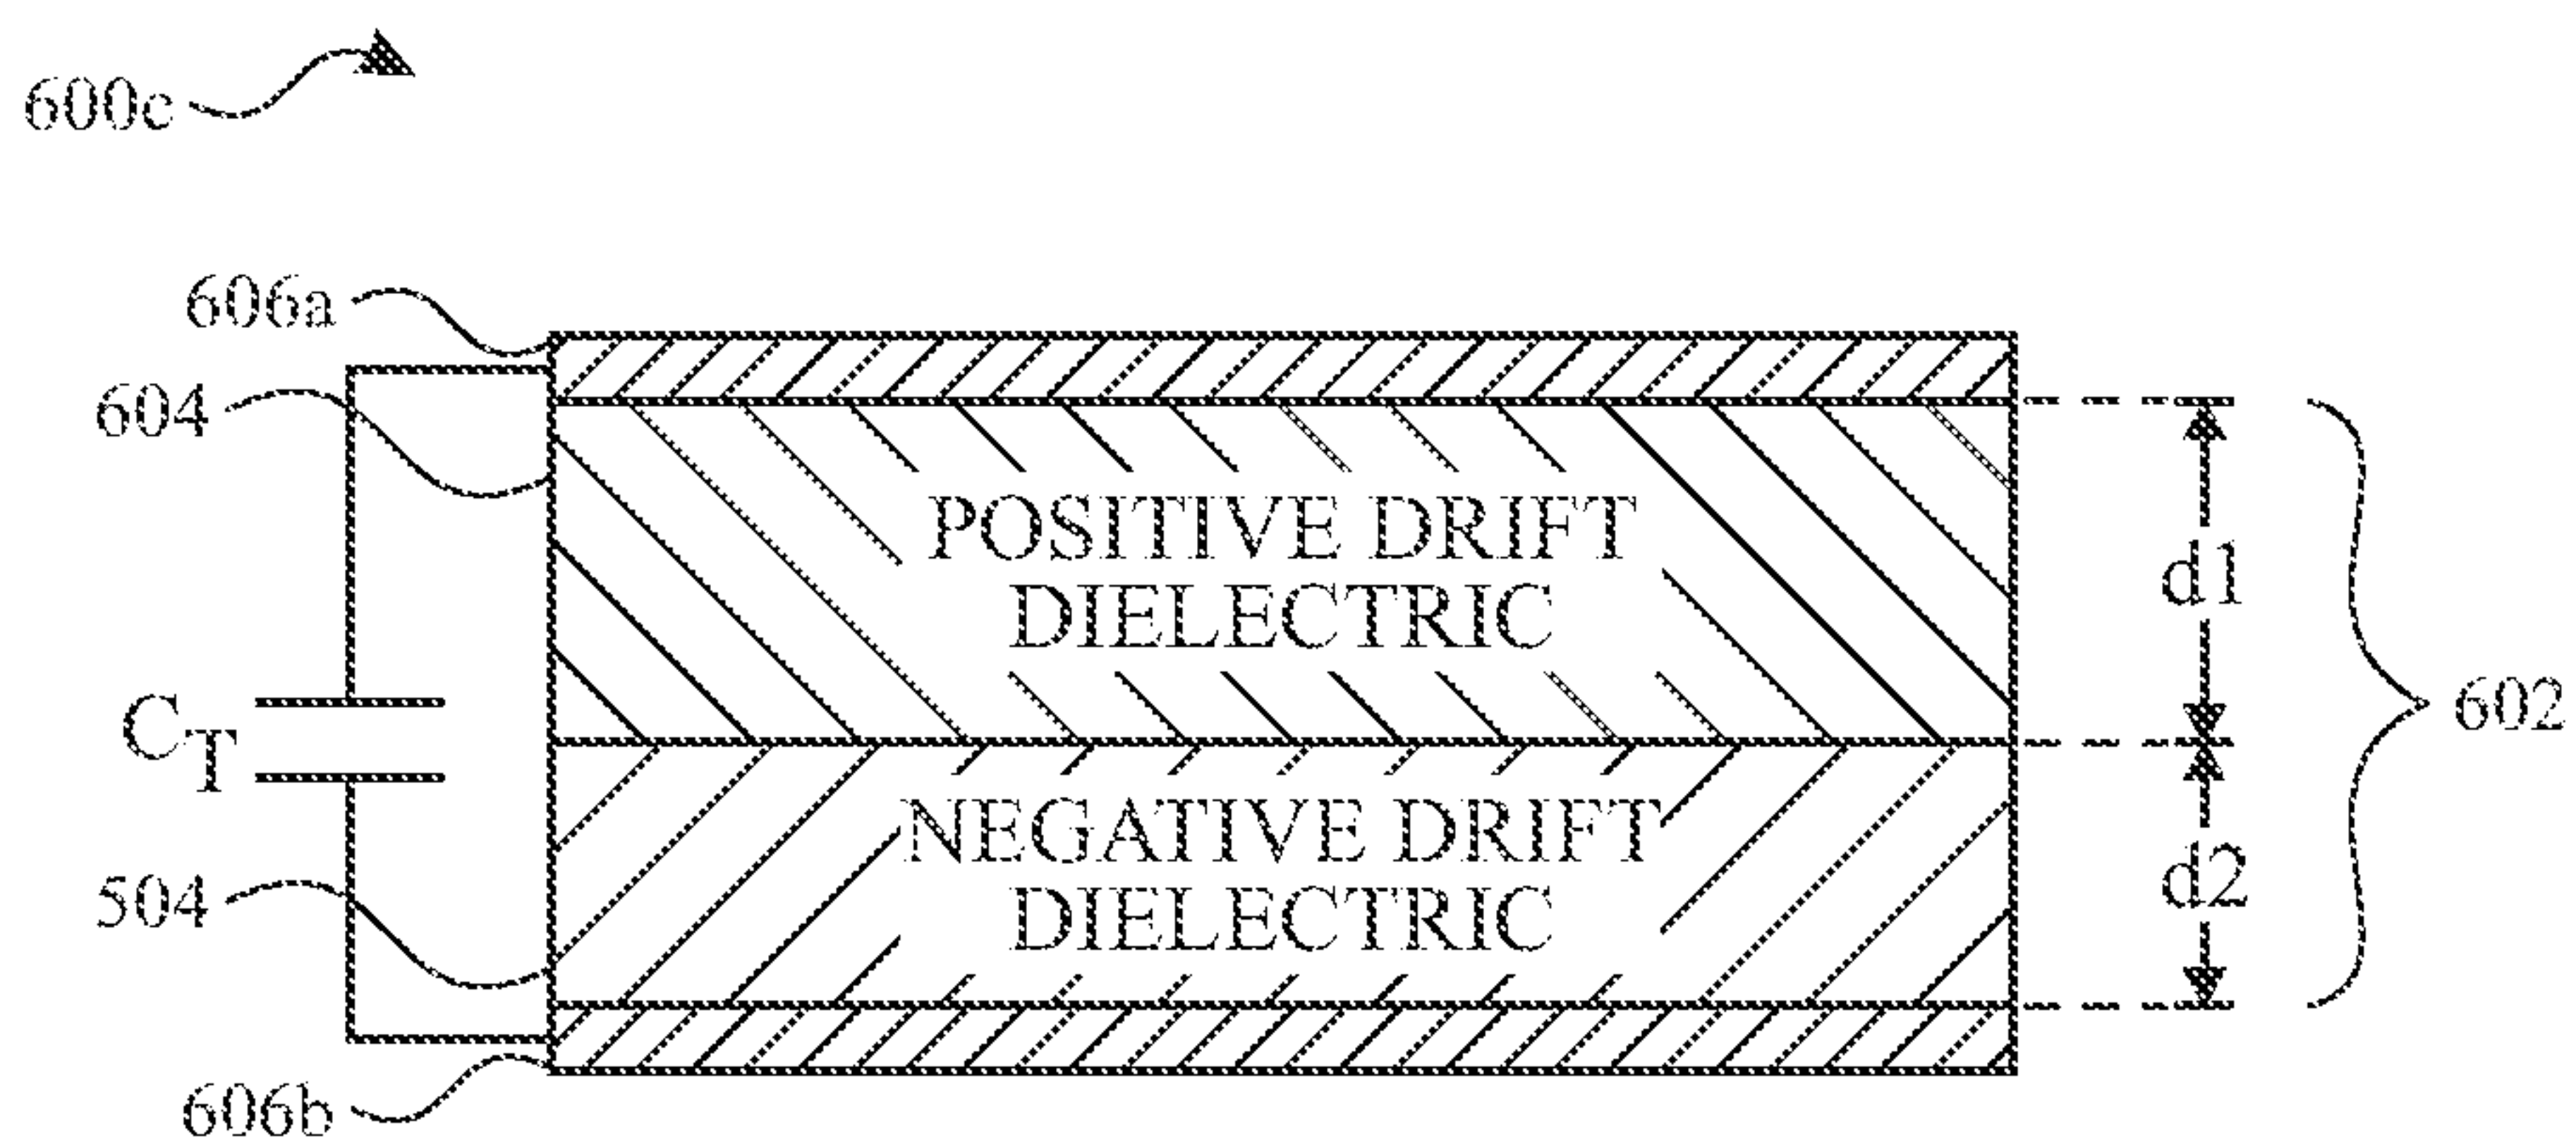 600c
606a
604
POSITIVE DRIFT
DIELECTRIC
d1
602
CT
NEGATIVE DRIFT
DIELECTRIC
504
d2
606b